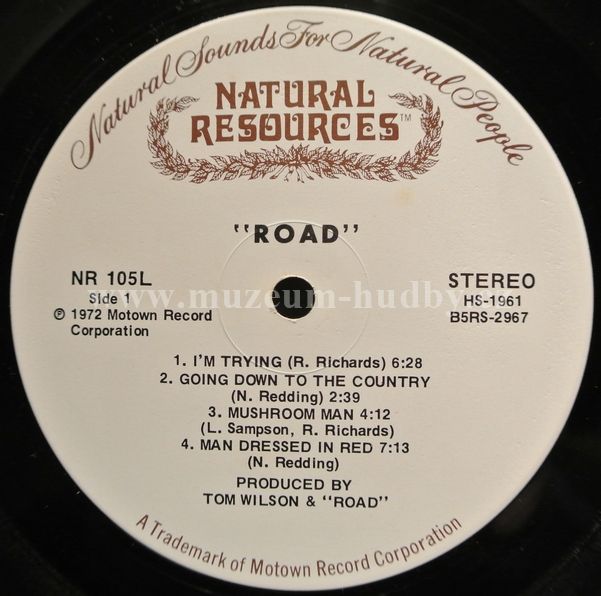 Natural Sounds For Natural People
NATURAL
RESOURCES™
"ROAD"
NR 105L
Side 1
℗ 1972 Motown Record
Corporation
STEREO
HS-1961
B5RS-2967
www.muzeum-hudby
1. I'M TRYING (R. Richards) 6:28
2. GOING DOWN TO THE COUNTRY
(N. Redding) 2:39
3. MUSHROOM MAN 4:12
(L. Sampson, R. Richards)
4. MAN DRESSED IN RED 7:13
(N. Redding)
PRODUCED BY
TOM WILSON & "ROAD"
A Trademark of Motown Record Corporation